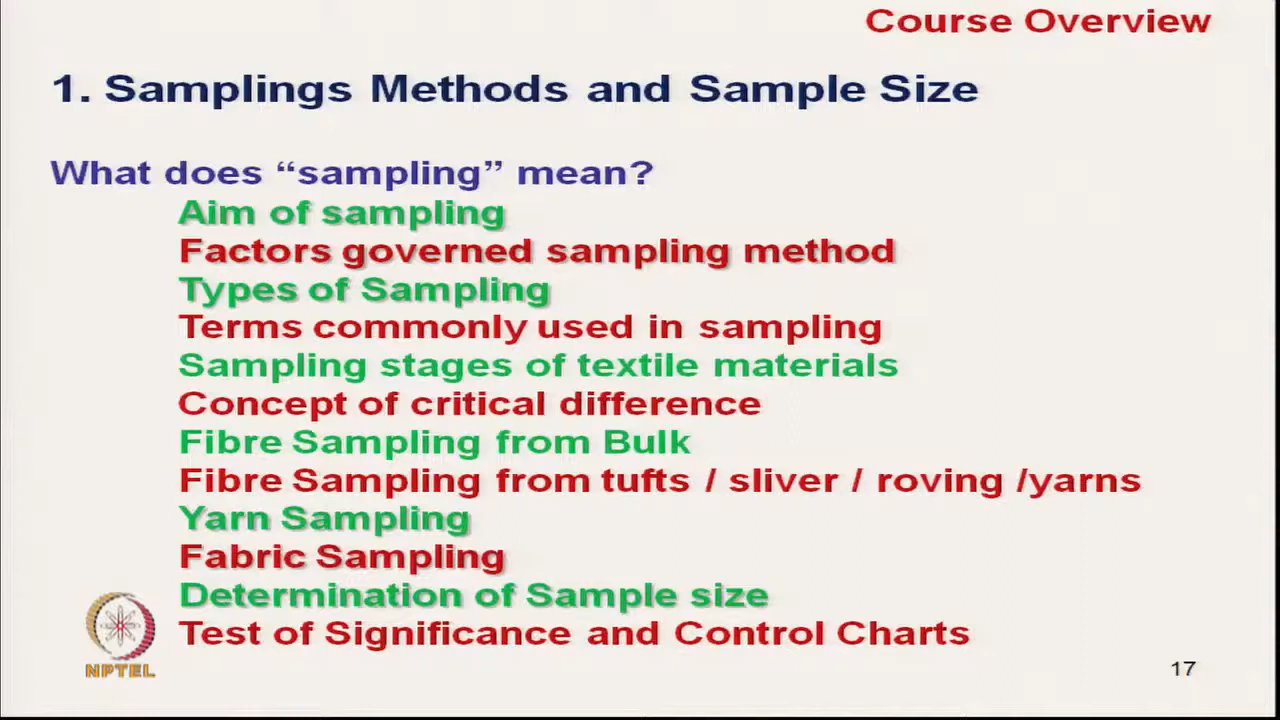 Course Overview
1. Samplings Methods and Sample Size
What does “sampling” mean?
Aim of sampling
Factors governed sampling method
Types of Sampling
Terms commonly used in sampling
Sampling stages of textile materials
Concept of critical difference
Fibre Sampling from Bulk
Fibre Sampling from tufts / sliver / roving /yarns
Yarn Sampling
Fabric Sampling
Determination of Sample size
Test of Significance and Control Charts
NPTEL
17